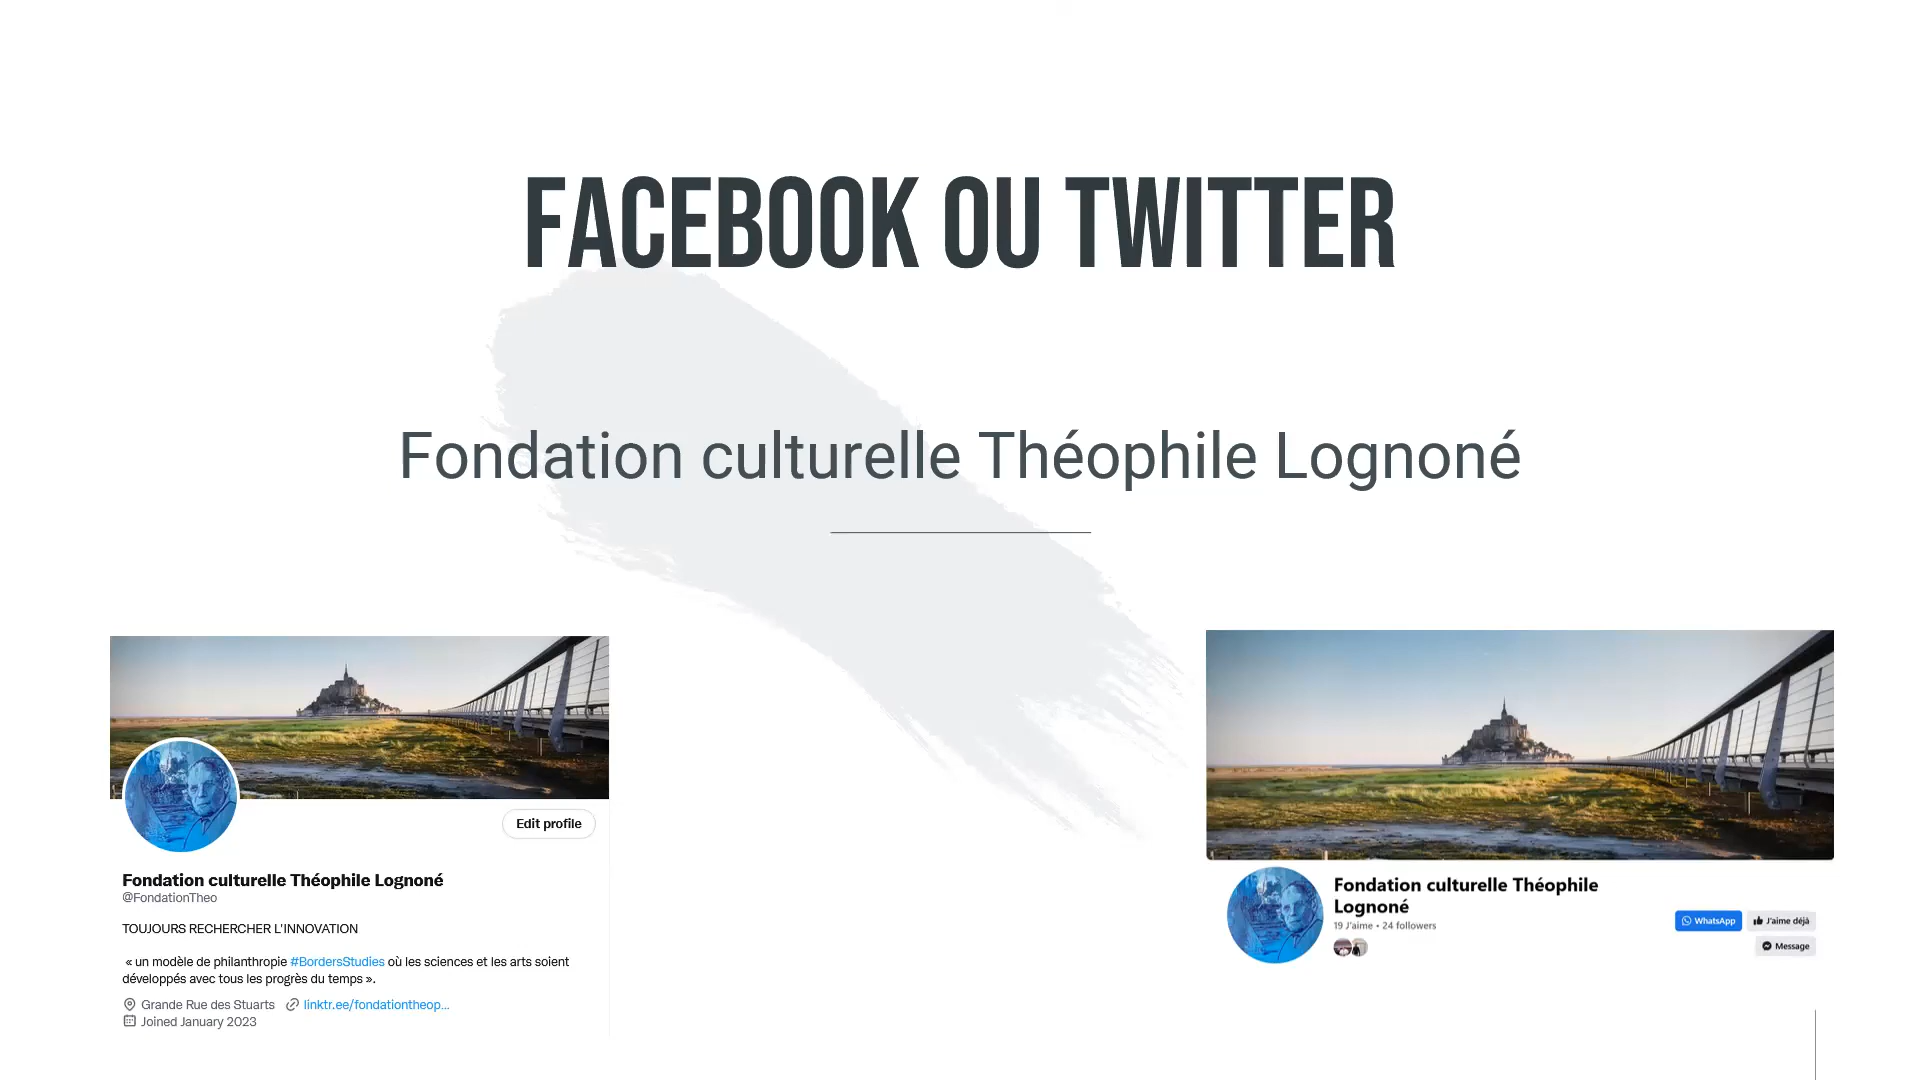 FACEBOOK OU TWITTER
Fondation culturelle Théophile Lognoné
Edit profile
Fondation culturelle Théophile Lognoné
@FondationTheo
TOUJOURS RECHERCHER L'INNOVATION
« un modèle de philanthropie #BordersStudies où les sciences et les arts soient
développés avec tous les progrès du temps ».
Grande Rue des Stuarts linktr.ee/fondationtheop...
Joined January 2023
Fondation culturelle Théophile
Lognoné
19 J'aime • 24 followers
WhatsApp J'aime déjà
Message